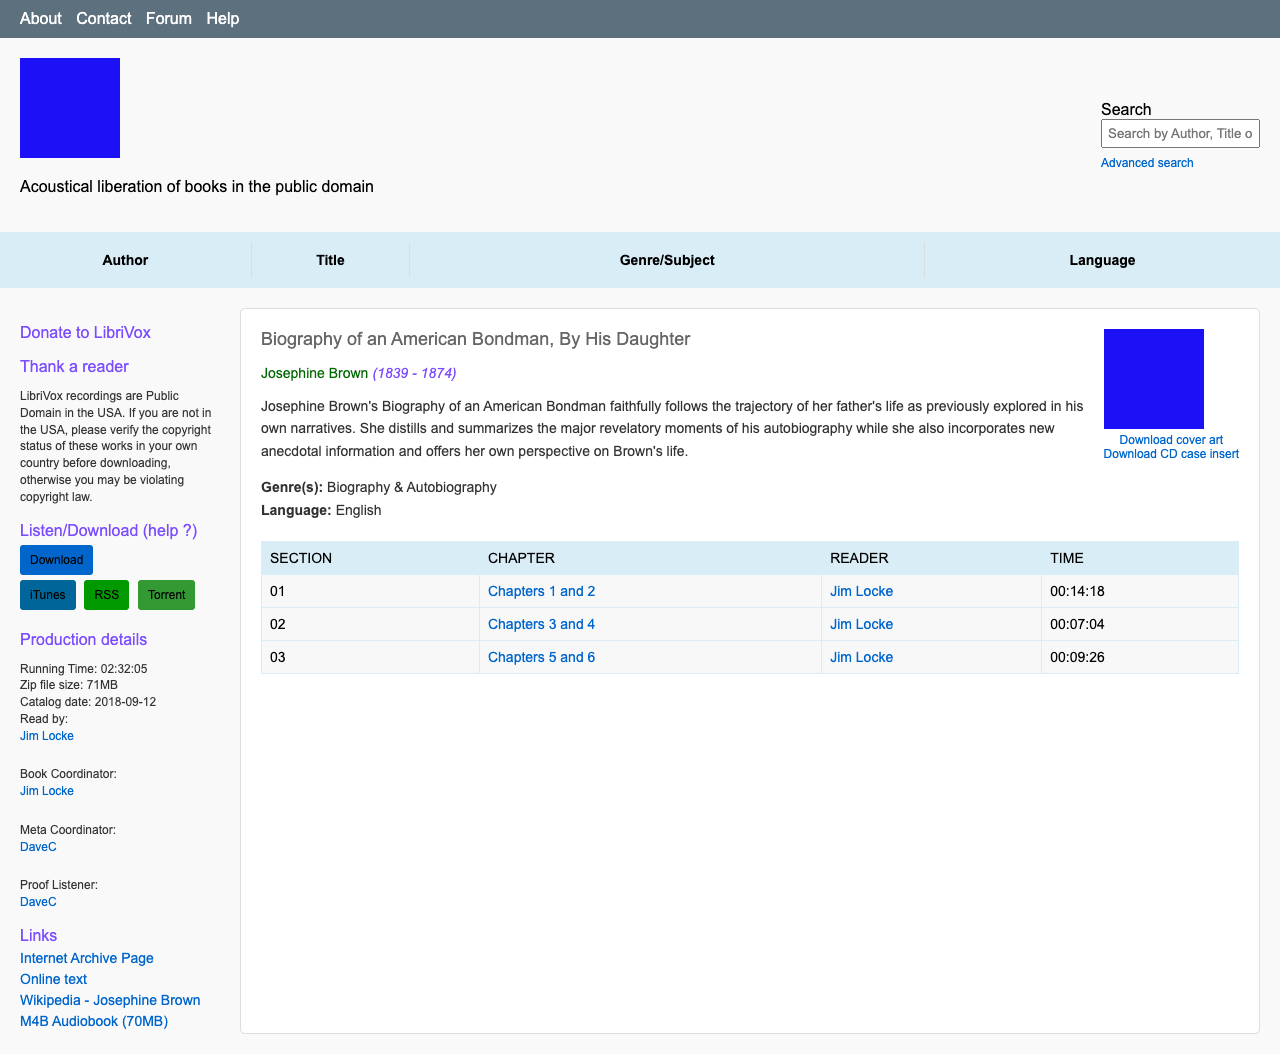 About Contact Forum Help
Acoustical liberation of books in the public domain
Search
Search by Author, Title o
Advanced search
Author Title Genre/Subject Language
Donate to LibriVox
Thank a reader
LibriVox recordings are Public
Domain in the USA. If you are not in
the USA, please verify the copyright
status of these works in your own
country before downloading,
otherwise you may be violating
copyright law.
Listen/Download (help ?)
Download
iTunes RSS Torrent
Production details
Running Time: 02:32:05
Zip file size: 71MB
Catalog date: 2018-09-12
Read by:
Jim Locke
Book Coordinator:
Jim Locke
Meta Coordinator:
DaveC
Proof Listener:
DaveC
Links
Internet Archive Page
Online text
Wikipedia - Josephine Brown
M4B Audiobook (70MB)
Biography of an American Bondman, By His Daughter
Josephine Brown (1839 - 1874)
Josephine Brown's Biography of an American Bondman faithfully follows the trajectory of her father's life as previously explored in his
own narratives. She distills and summarizes the major revelatory moments of his autobiography while she also incorporates new
anecdotal information and offers her own perspective on Brown's life.
Genre(s): Biography & Autobiography
Language: English
Download cover art
Download CD case insert
SECTION CHAPTER READER TIME
01 Chapters 1 and 2 Jim Locke 00:14:18
02 Chapters 3 and 4 Jim Locke 00:07:04
03 Chapters 5 and 6 Jim Locke 00:09:26